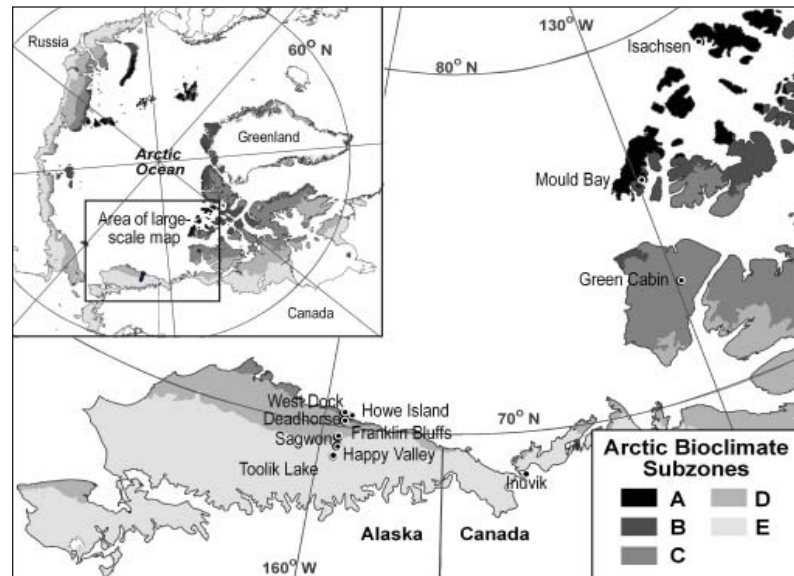 Russia
60° N
Greenland
Arctic
Ocean
Area of large-
scale map
Canada
130° W
Isachsen
80° N
Mould Bay
Green Cabin
West Dock
Howe Island
Deadhorse
Franklin Bluffs
Sagwon
Happy Valley
Toolik Lake
70° N
Inuvik
Alaska
Canada
160° W
Arctic Bioclimate
Subzones
A D
B E
C